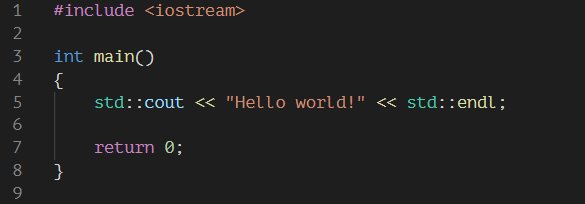 1 #include <iostream>
2
3 int main()
4 {
5     std::cout << "Hello world!" << std::endl;
6
7     return 0;
8 }
9